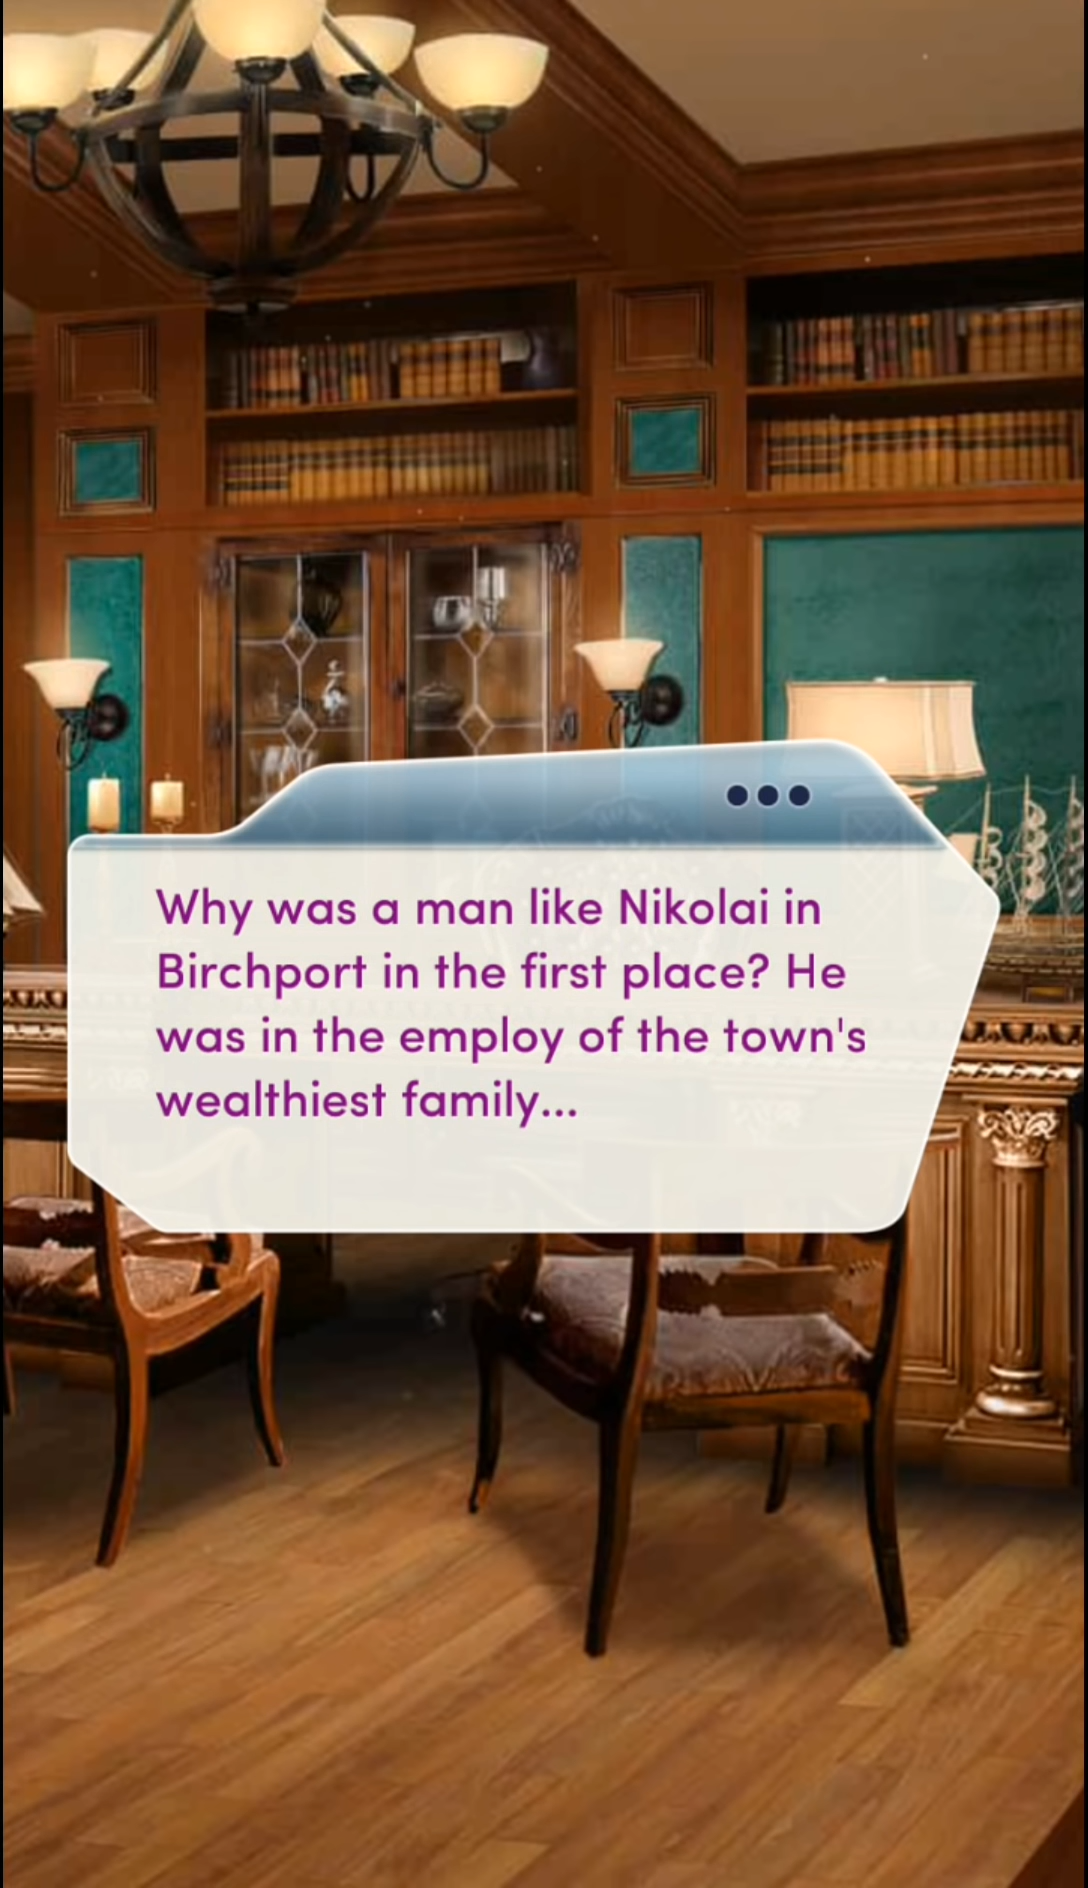 Why was a man like Nikolai in
Birchport in the first place? He
was in the employ of the town's
wealthiest family...